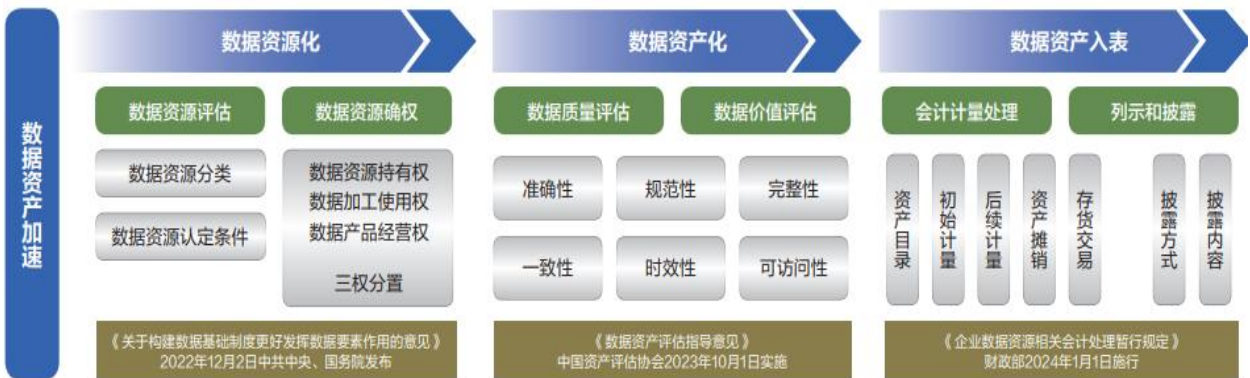 数据资产加速
数据资源化
数据资源评估
数据资源确权
数据资源分类
数据资源认定条件
数据资源持有权
数据加工使用权
数据产品经营权
三权分置
《关于构建数据基础制度更好发挥数据要素作用的意见》
2022年12月2日中共中央、国务院发布
数据资产化
数据质量评估
数据价值评估
准确性
规范性
完整性
一致性
时效性
可访问性
《数据资产评估指导意见》
中国资产评估协会2023年10月1日实施
数据资产入表
会计计量处理
列示和披露
资产目录
初始计量
后续计量
资产摊销
存货交易
披露方式
披露内容
《企业数据资源相关会计处理暂行规定》
财政部2024年1月1日施行